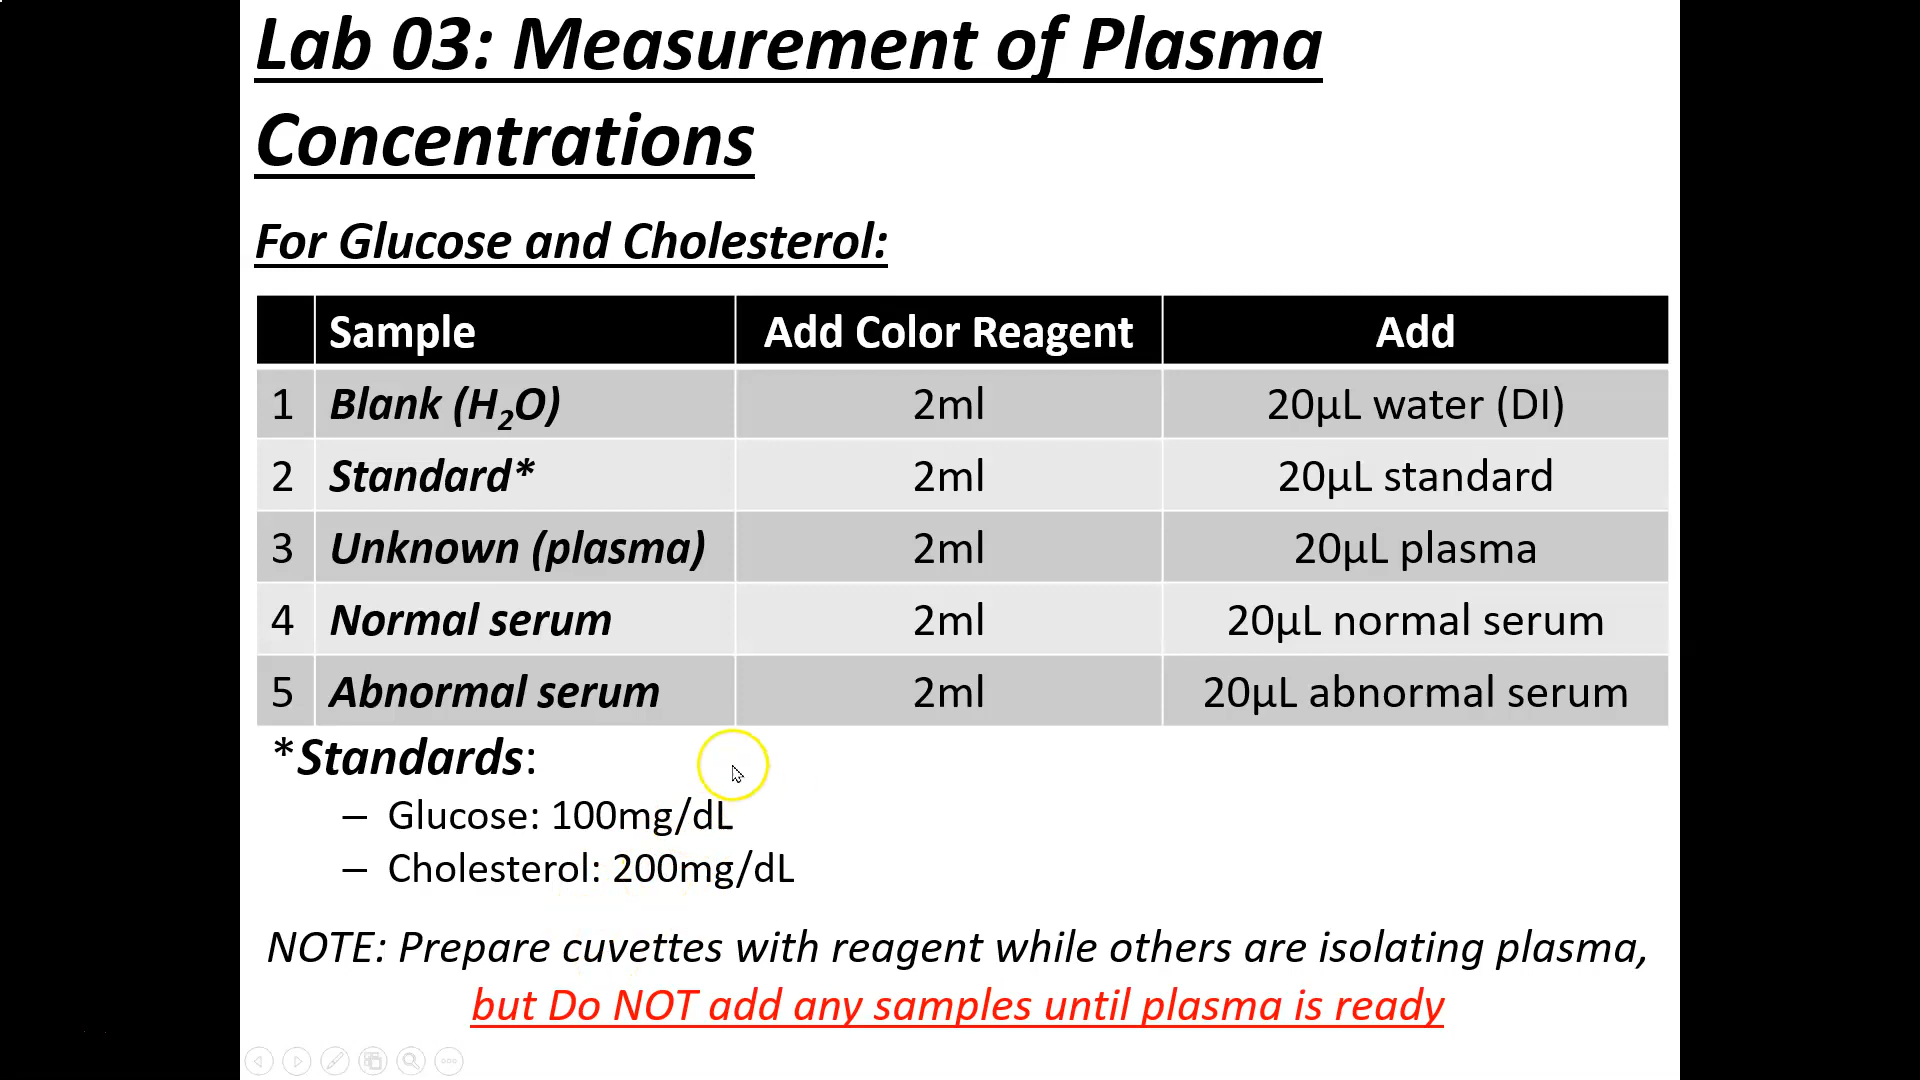 Lab 03: Measurement of Plasma
Concentrations
For Glucose and Cholesterol:
Sample Add Color Reagent Add
1 Blank (H₂O) 2ml 20µL water (DI)
2 Standard* 2ml 20µL standard
3 Unknown (plasma) 2ml 20µL plasma
4 Normal serum 2ml 20µL normal serum
5 Abnormal serum 2ml 20µL abnormal serum
*Standards:
– Glucose: 100mg/dL
– Cholesterol: 200mg/dL
NOTE: Prepare cuvettes with reagent while others are isolating plasma,
but Do NOT add any samples until plasma is ready